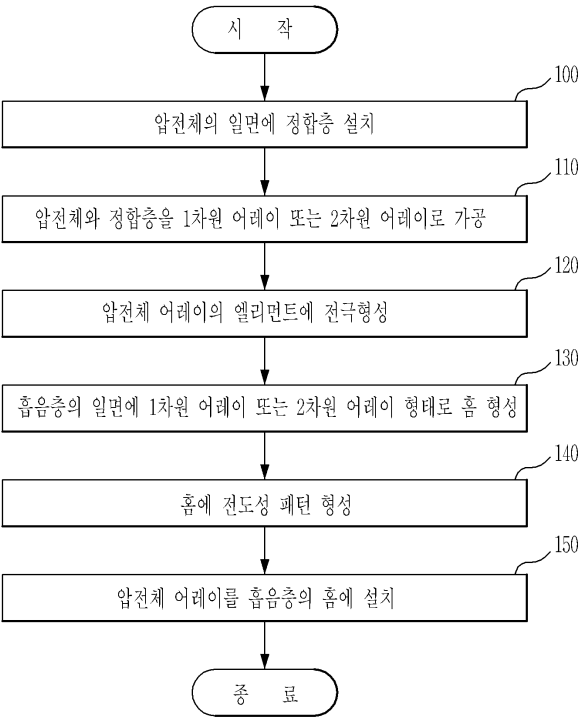 시 작
100
압전체의 일면에 정합층 설치
110
압전체와 정합층을 1차원 어레이 또는 2차원 어레이로 가공
120
압전체 어레이의 엘리먼트에 전극형성
130
흡음층의 일면에 1차원 어레이 또는 2차원 어레이 형태로 홈 형성
140
홈에 전도성 패턴 형성
150
압전체 어레이를 흡음층의 홈에 설치
종 료